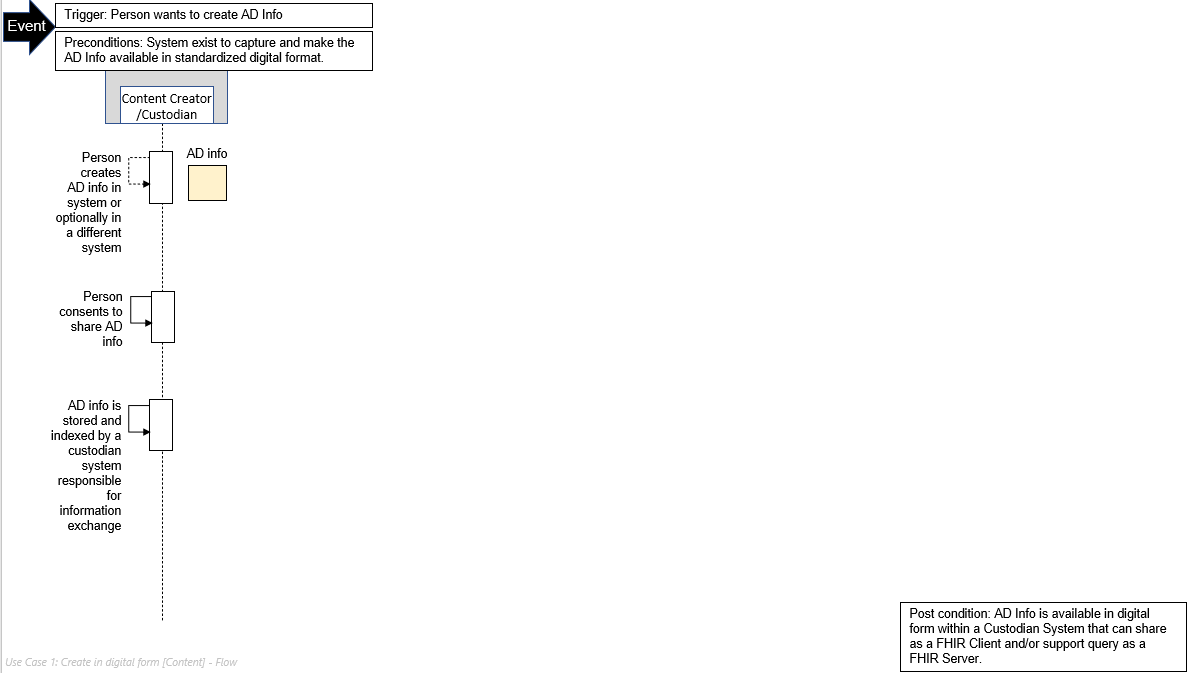 Event
Trigger: Person wants to create AD Info
Preconditions: System exist to capture and make the
AD Info available in standardized digital format.
Content Creator
/Custodian
Person
creates
AD info in
system or
optionally in
a different
system
AD info
Person
consents to
share AD
info
AD info is
stored and
indexed by a
custodian
system
responsible
for
information
exchange
Post condition: AD Info is available in digital
form within a Custodian System that can share
as a FHIR Client and/or support query as a
FHIR Server.
Use Case 1: Create in digital form [Content] - Flow